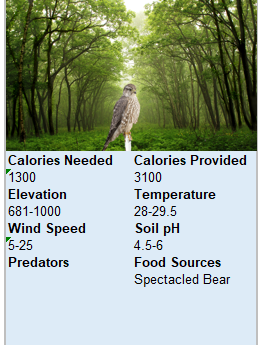 Calories Needed Calories Provided
1300 3100
Elevation Temperature
681-1000 28-29.5
Wind Speed Soil pH
5-25 4.5-6
Predators Food Sources
Spectacled Bear